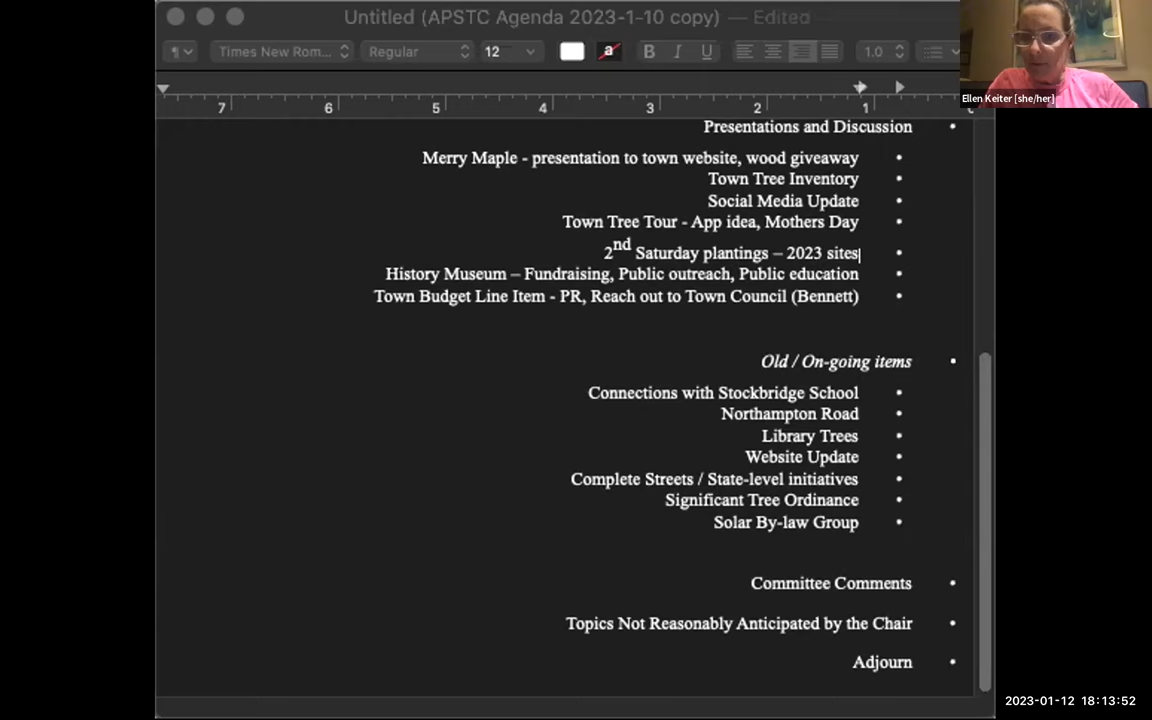 Untitled (APSTC Agenda 2023-1-10 copy) — Edited
Times New Rom... Regular 12 a B I U 1.0
7 6 5 4 3 2 1
Ellen Keiter [she/her]
Presentations and Discussion •
Merry Maple - presentation to town website, wood giveaway •
Town Tree Inventory •
Social Media Update •
Town Tree Tour - App idea, Mothers Day •
2nd Saturday plantings – 2023 sites •
History Museum – Fundraising, Public outreach, Public education •
Town Budget Line Item - PR, Reach out to Town Council (Bennett) •
Old / On-going items •
Connections with Stockbridge School •
Northampton Road •
Library Trees •
Website Update •
Complete Streets / State-level initiatives •
Significant Tree Ordinance •
Solar By-law Group •
Committee Comments •
Topics Not Reasonably Anticipated by the Chair •
Adjourn •
2023-01-12 18:13:52